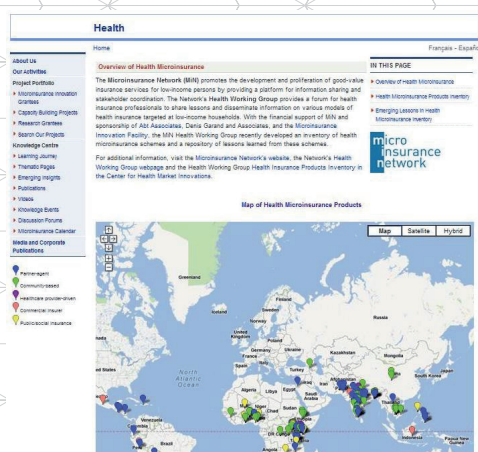 Health
Home
Français - Españo
About Us
Our Activities
Project Portfolio
Microinsurance Innovation
Grantees
Capacity Building Projects
Research Grantees
Search Our Projects
Knowledge Centre
Learning Journey
Thematic Pages
Emerging Insights
Publications
Videos
Knowledge Events
Discussion Forums
Microinsurance Calendar
Media and Corporate
Publications
Partner-agent
Community-based
Healthcare provider-driven
Commercial insurer
Public/social insurance
Overview of Health Microinsurance
The Microinsurance Network (MIN) promotes the development and proliferation of good-value
insurance services for low-income persons by providing a platform for information sharing and
stakeholder coordination. The Network's Health Working Group provides a forum for health
insurance professionals to share lessons and disseminate information on various models of
health insurance targeted at low-income households. With the financial support of MiN and
sponsorship of Abt Associates, Denis Garand and Associates, and the Microinsurance
Innovation Facility, the MiN Health Working Group recently developed an inventory of health
microinsurance schemes and a repository of lessons learned from these schemes.
For additional information, visit the Microinsurance Network's website, the Network's Health
Working Group webpage and the Health Working Group Health Insurance Products Inventory in
the Center for Health Market Innovations.
IN THIS PAGE
Overview of Health Microinsurance
Health Microinsurance Products Inventory
Emerging Lessons in Health
Microinsurance Inventory
micro
insurance
network
Map of Health Microinsurance Products
Map Satellite Hybrid
Greenland
Iceland
Finland
Sweden
Norway
Russia
United
Kingdom
Poland
Germany
Ukraine
France
Kazakhstan
Mongolia
Italy
Spain
Turkey
nada
ed States
North
Atlantic
Ocean
Iraq
Iran
Afghanistan
Japan
South Korea
Algeria
Libya
Egypt
Saudi
Arabia
Niger
Chad
Sudan
Thailand
Venezuela
Colombia
Brazil
Peru
DR Congo
Angola
Indonesia
Papua New
Guinea